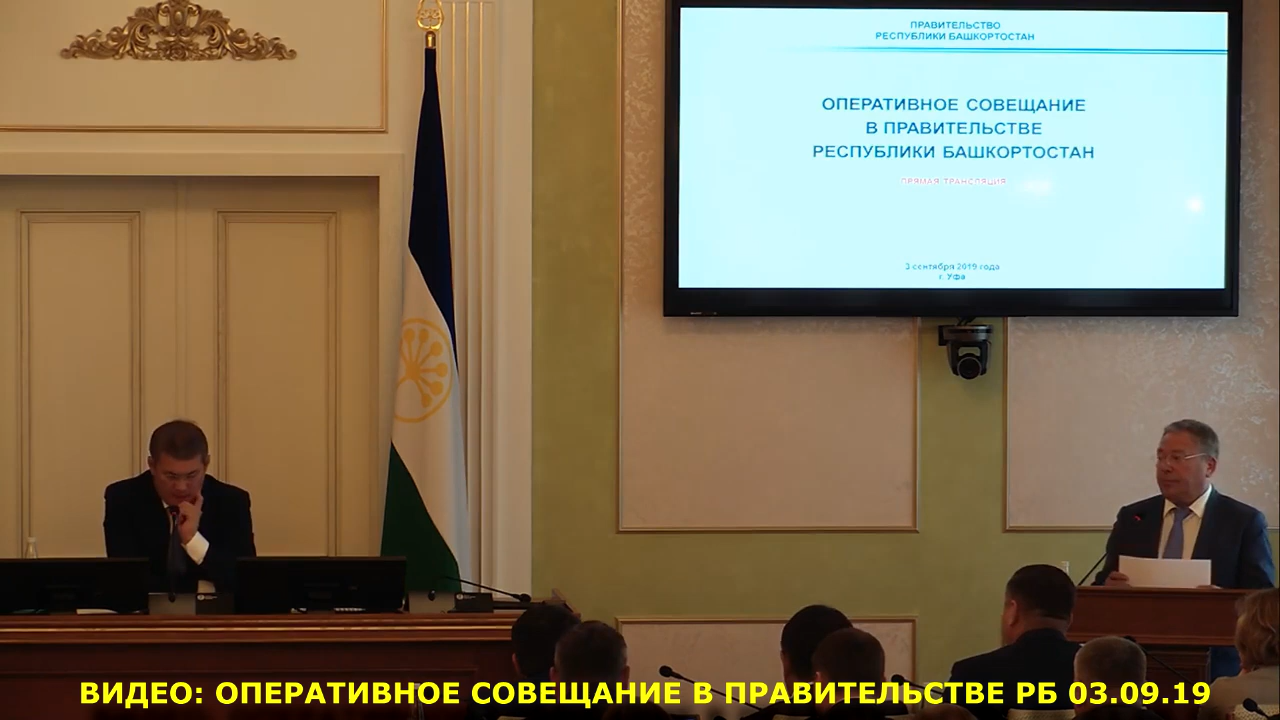 ПРАВИТЕЛЬСТВО
РЕСПУБЛИКИ БАШКОРТОСТАН
ОПЕРАТИВНОЕ СОВЕЩАНИЕ
В ПРАВИТЕЛЬСТВЕ
РЕСПУБЛИКИ БАШКОРТОСТАН
ПРЯМАЯ ТРАНСЛЯЦИЯ
3 сентября 2019 года
г. Уфа
ВИДЕО: ОПЕРАТИВНОЕ СОВЕЩАНИЕ В ПРАВИТЕЛЬСТВЕ РБ 03.09.19